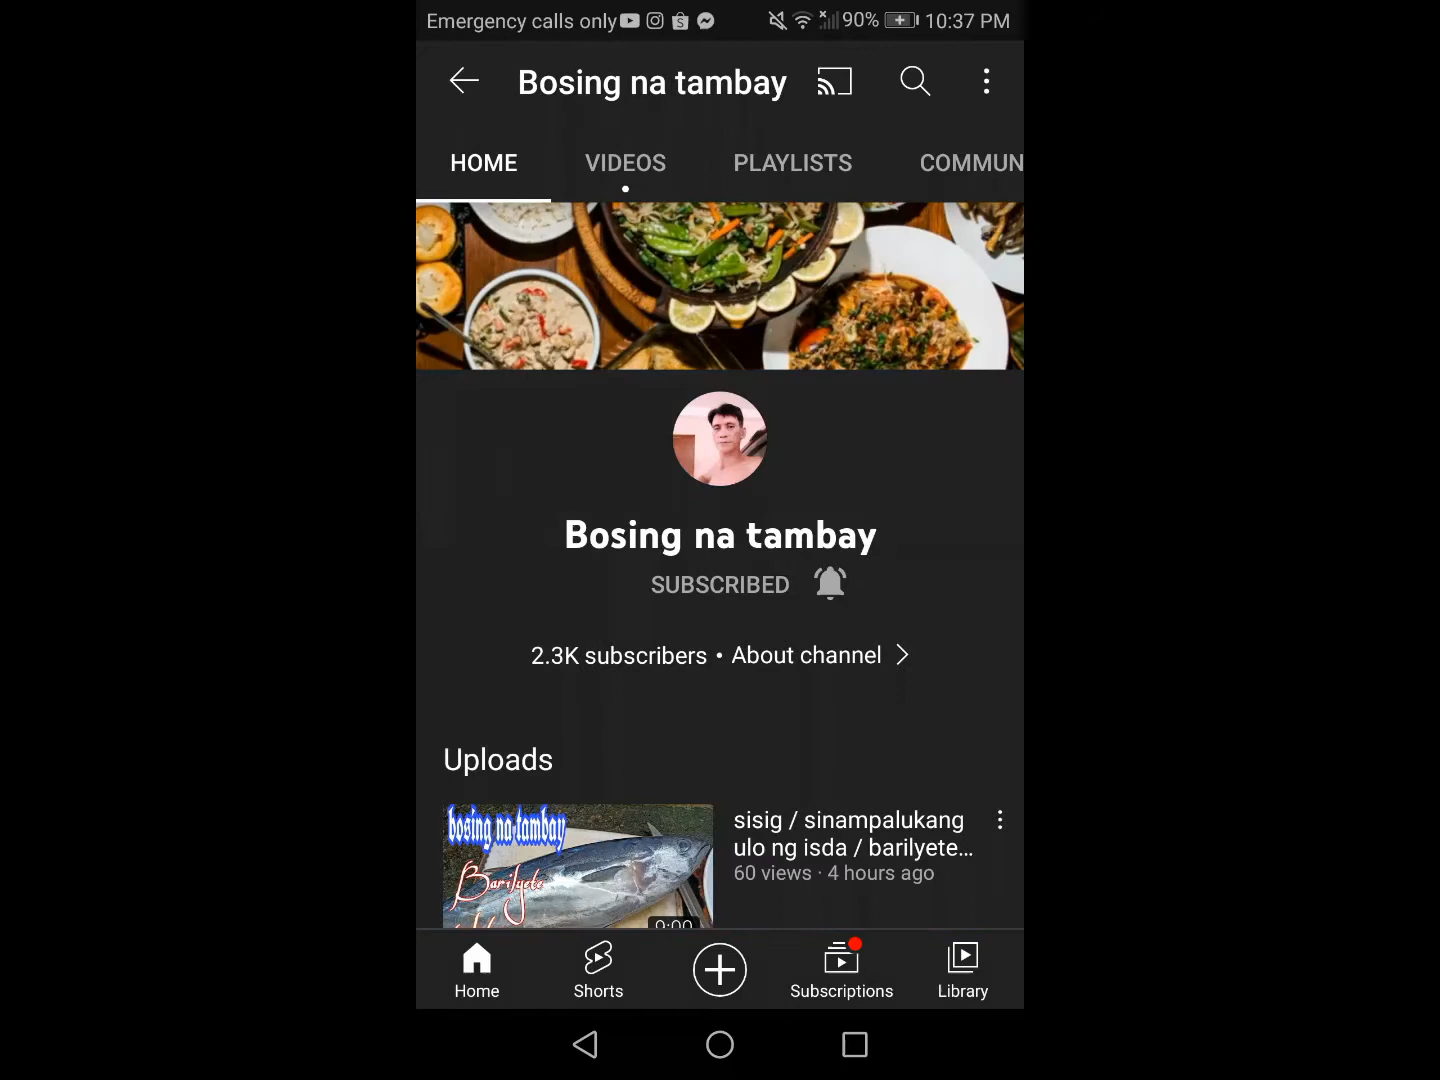 Emergency calls only 90% 10:37 PM
Bosing na tambay
HOME VIDEOS PLAYLISTS COMMUN
Bosing na tambay
SUBSCRIBED
2.3K subscribers • About channel
Uploads
bosing na tambay
Barilyete
sisig / sinampalukang
ulo ng isda / barilyete...
60 views · 4 hours ago
Home Shorts Subscriptions Library